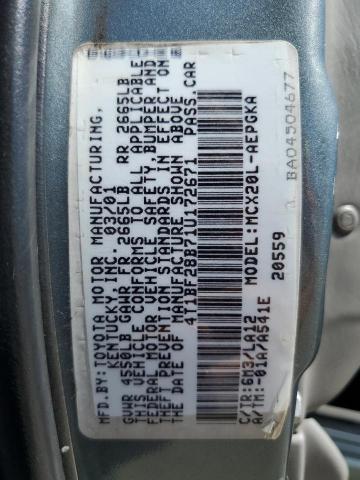 MFD.BY:TOYOTA MOTOR MANUFACTURING,
KENTUCKY,INC. 03/01
GVWR 4550LB GAWR FR 2665LB RR 2665LB
THIS VEHICLE CONFORMS TO ALL APPLICABLE
FEDERAL MOTOR VEHICLE SAFETY,BUMPER AND
THEFT PREVENTION STANDARDS IN EFFECT ON
THE DATE OF MANUFACTURE SHOWN ABOVE
4T1BF28B71U172671 PASS.CAR
C/TR:6M3/LA12 MODEL:MCX20L-AEPGKA
A/TM:-01A/A541E 20559
BA04504677